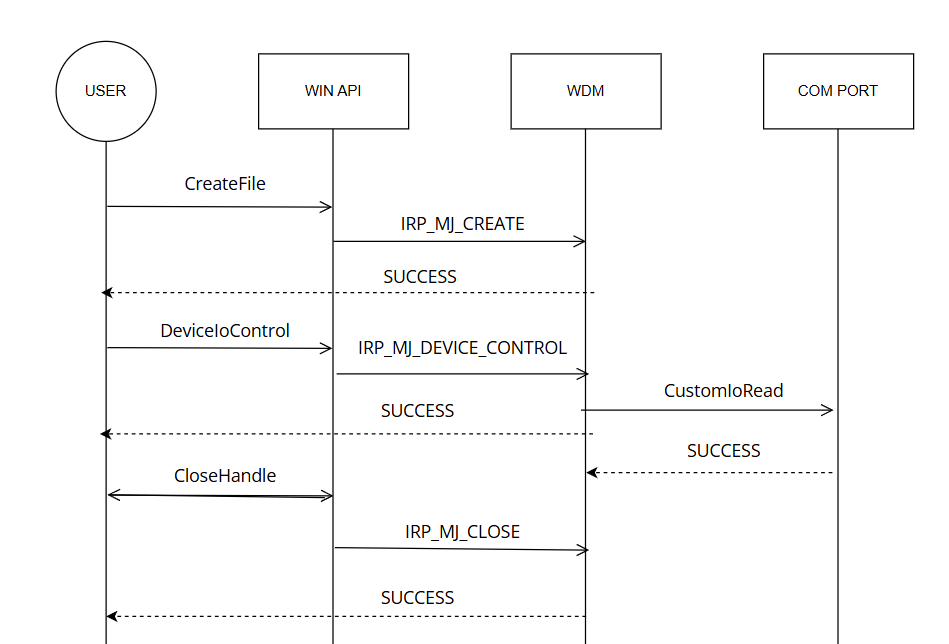 USER
WIN API
WDM
COM PORT
CreateFile
IRP_MJ_CREATE
SUCCESS
DeviceIoControl
IRP_MJ_DEVICE_CONTROL
CustomIoRead
SUCCESS
SUCCESS
CloseHandle
IRP_MJ_CLOSE
SUCCESS